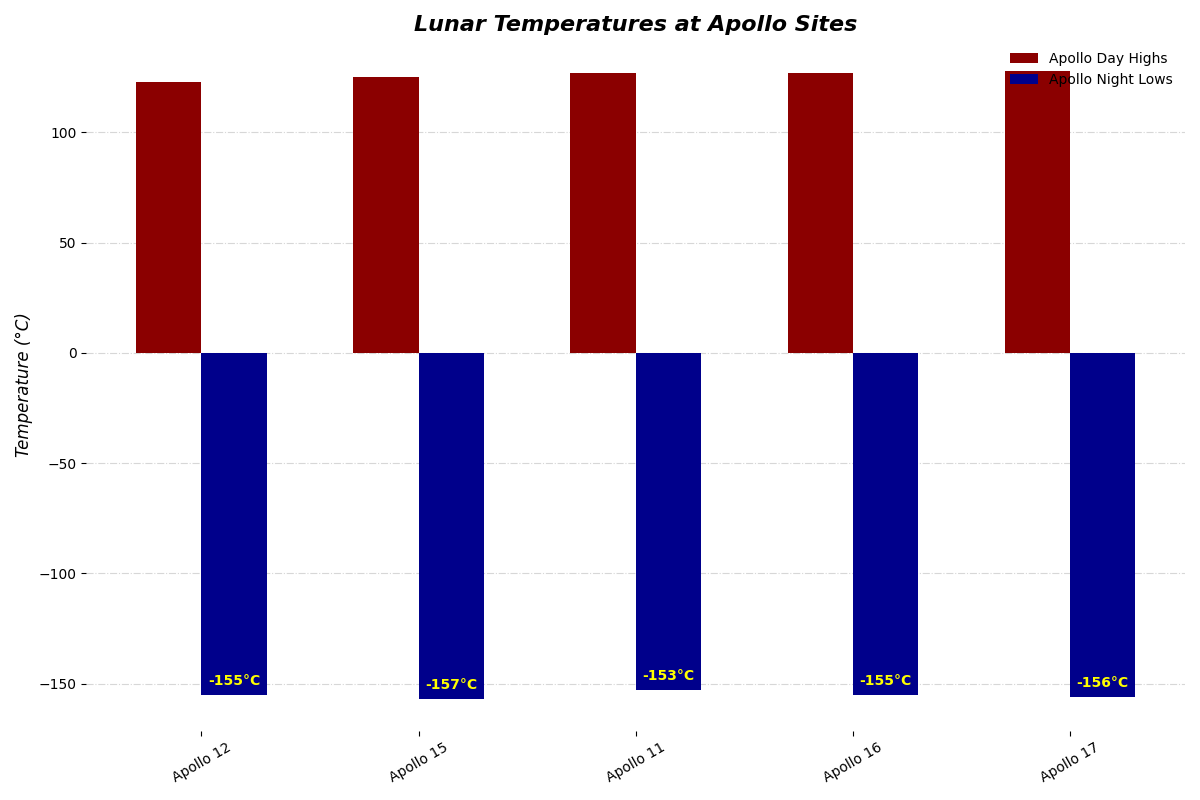 Lunar Temperatures at Apollo Sites
Apollo Day Highs
Apollo Night Lows
Temperature (°C)
100
50
0
−50
−100
−150
-155°C
-157°C
-153°C
-155°C
-156°C
Apollo 12
Apollo 15
Apollo 11
Apollo 16
Apollo 17